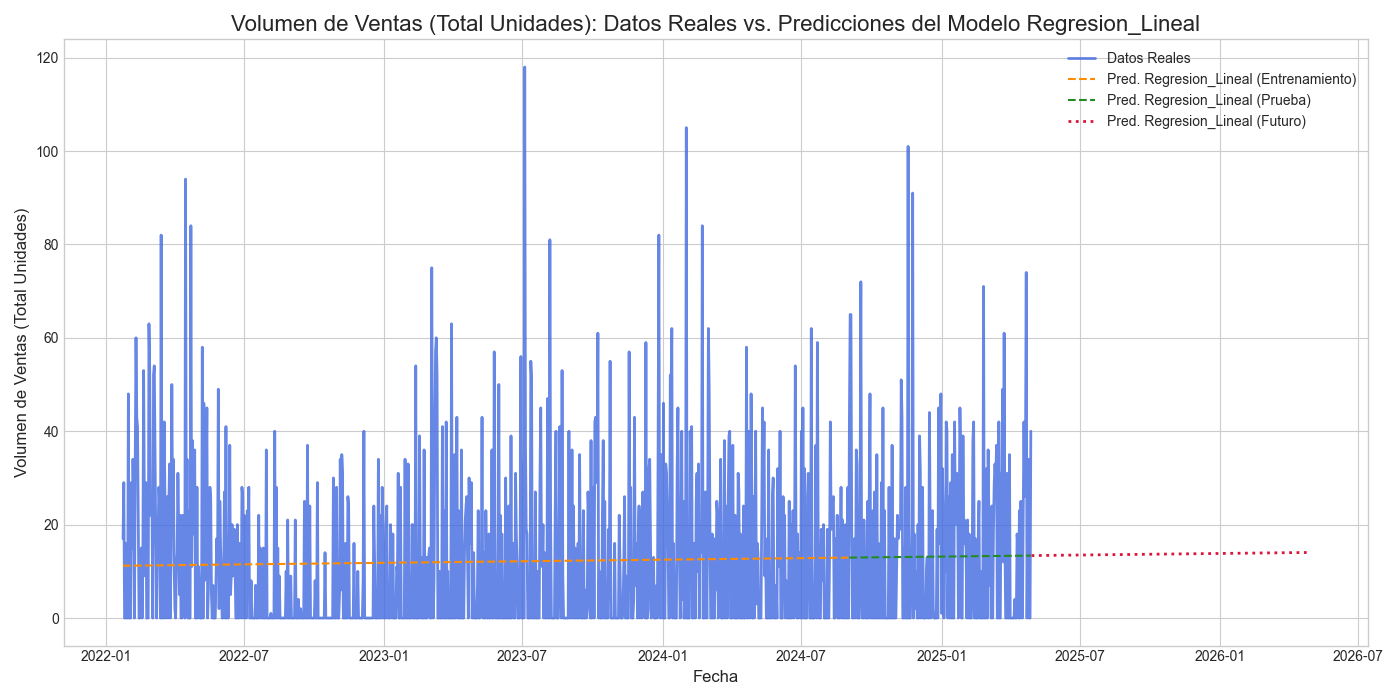 Volumen de Ventas (Total Unidades): Datos Reales vs. Predicciones del Modelo Regresion_Lineal
Datos Reales
Pred. Regresion_Lineal (Entrenamiento)
Pred. Regresion_Lineal (Prueba)
Pred. Regresion_Lineal (Futuro)
Volumen de Ventas (Total Unidades)
120
100
80
60
40
20
0
2022-01 2022-07 2023-01 2023-07 2024-01 2024-07 2025-01 2025-07 2026-01 2026-07
Fecha